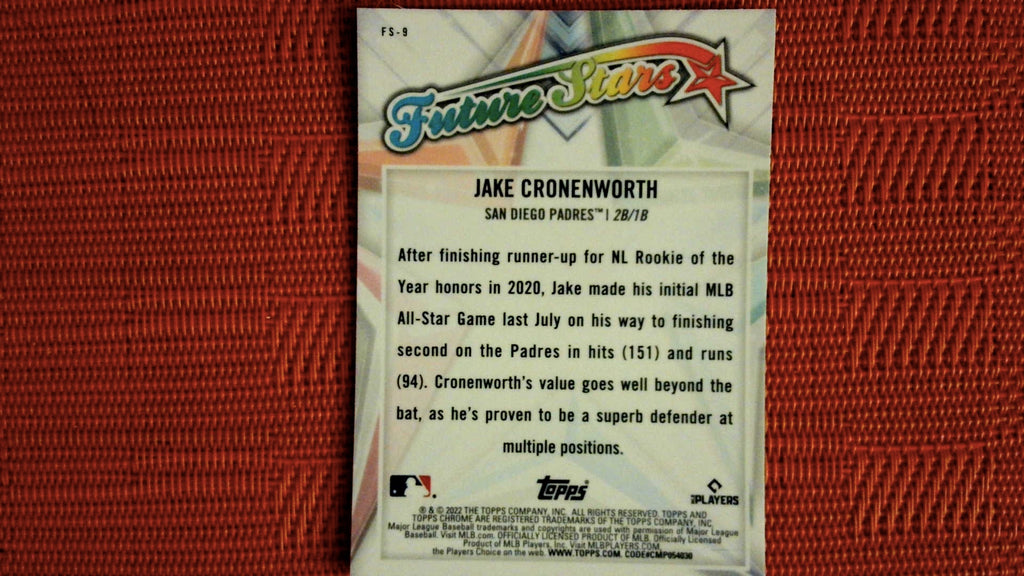 FS-9
Future Stars
JAKE CRONENWORTH
SAN DIEGO PADRES™ | 2B/1B
After finishing runner-up for NL Rookie of the
Year honors in 2020, Jake made his initial MLB
All-Star Game last July on his way to finishing
second on the Padres in hits (151) and runs
(94). Cronenworth's value goes well beyond the
bat, as he's proven to be a superb defender at
multiple positions.
topps®
PLAYERS
® & © 2022 THE TOPPS COMPANY, INC. ALL RIGHTS RESERVED. TOPPS AND
TOPPS CHROME ARE REGISTERED TRADEMARKS OF THE TOPPS COMPANY, INC.
Major League Baseball trademarks and copyrights are used with permission of Major League
Baseball. Visit MLB.com. OFFICIALLY LICENSED PRODUCT OF MLB. Officially Licensed
Product of MLB Players, Inc. Visit MLBPLAYERS.COM,
the Players Choice on the web. WWW.TOPPS.COM. CODE#CMP054030